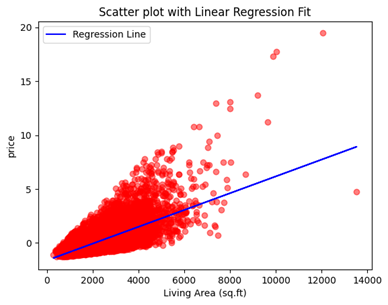 Scatter plot with Linear Regression Fit
Regression Line
20
15
10
5
0
price
0 2000 4000 6000 8000 10000 12000 14000
Living Area (sq.ft)